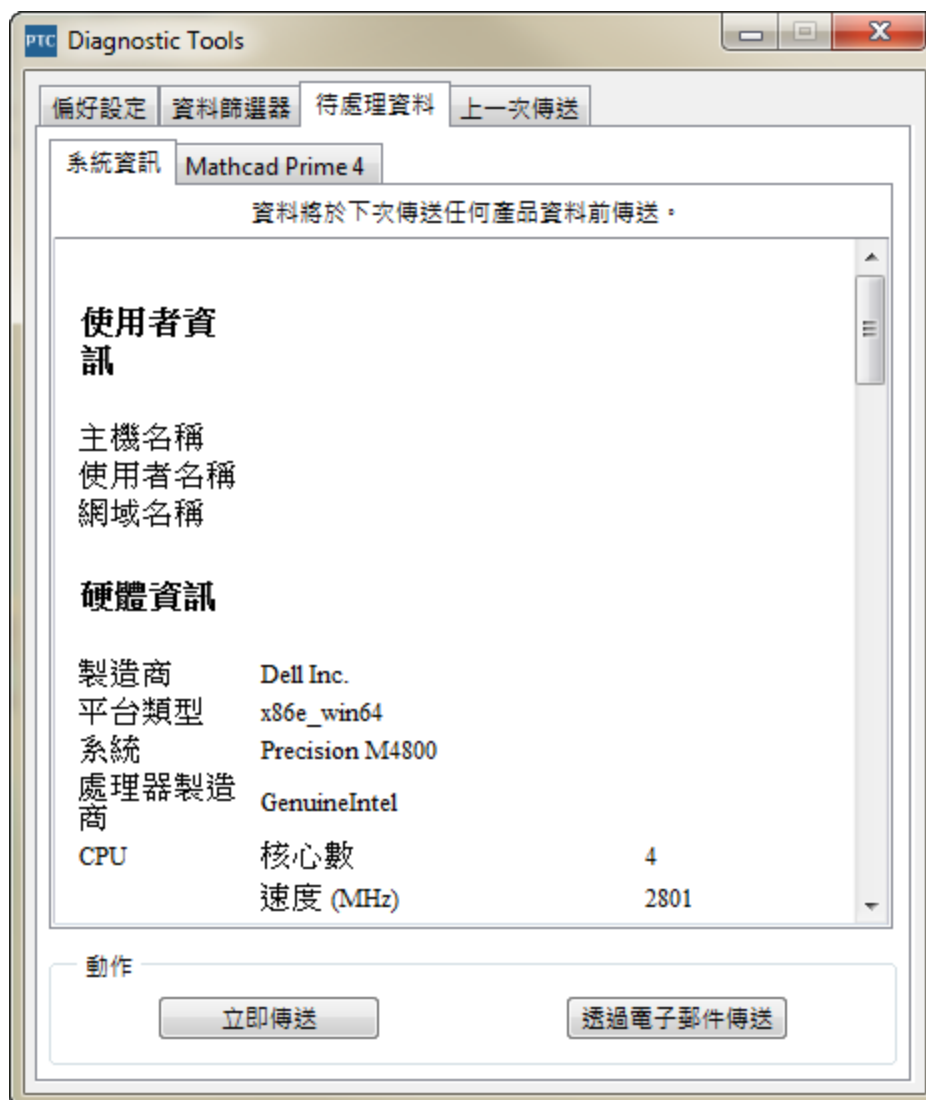 PTC Diagnostic Tools
偏好設定 資料篩選器 待處理資料 上一次傳送
系統資訊 Mathcad Prime 4
資料將於下次傳送任何產品資料前傳送。
使用者資
訊
主機名稱
使用者名稱
網域名稱
硬體資訊
製造商 Dell Inc.
平台類型 x86e_win64
系統 Precision M4800
處理器製造
商 GenuineIntel
CPU 核心數 4
速度 (MHz) 2801
動作
立即傳送 透過電子郵件傳送